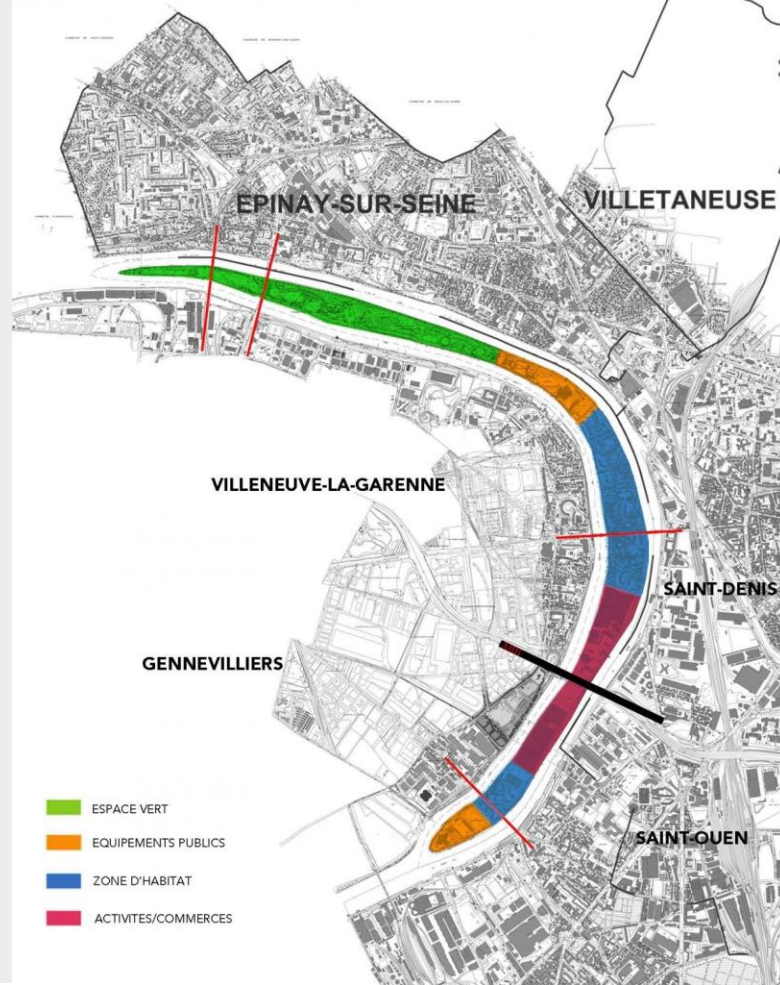 EPINAY-SUR-SEINE
VILLETANEUSE
VILLENEUVE-LA-GARENNE
SAINT-DENIS
GENNEVILLIERS
SAINT-OUEN
ESPACE VERT
EQUIPEMENTS PUBLICS
ZONE D'HABITAT
ACTIVITES/COMMERCES